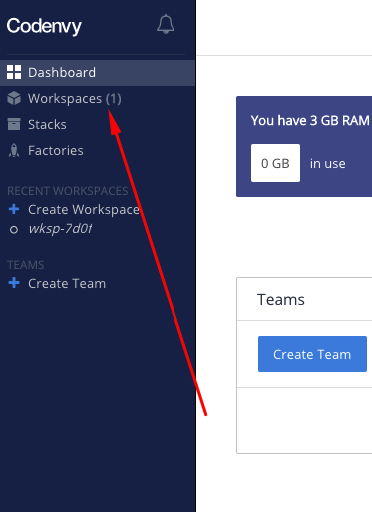 Codenvy
Dashboard
Workspaces (1)
Stacks
Factories
RECENT WORKSPACES
+ Create Workspace
wksp-7d0f
TEAMS
+ Create Team
You have 3 GB RAM
0 GB in use
Teams
Create Team